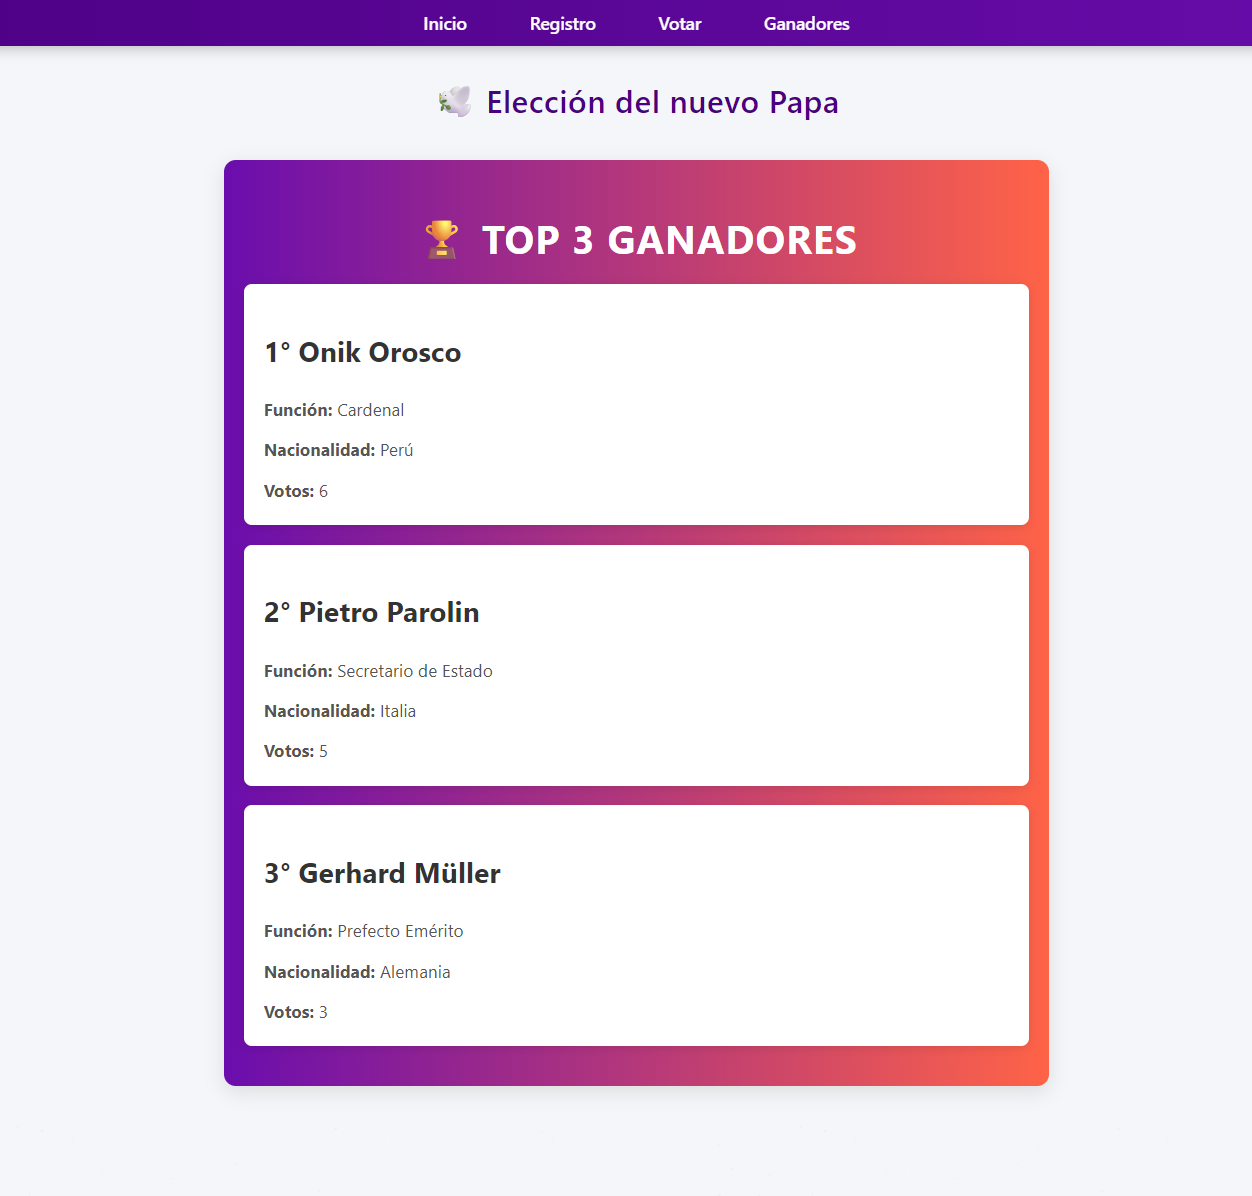 Inicio Registro Votar Ganadores
🕊️ Elección del nuevo Papa
🏆 TOP 3 GANADORES
1° Onik Orosco
Función: Cardenal
Nacionalidad: Perú
Votos: 6
2° Pietro Parolin
Función: Secretario de Estado
Nacionalidad: Italia
Votos: 5
3° Gerhard Müller
Función: Prefecto Emérito
Nacionalidad: Alemania
Votos: 3